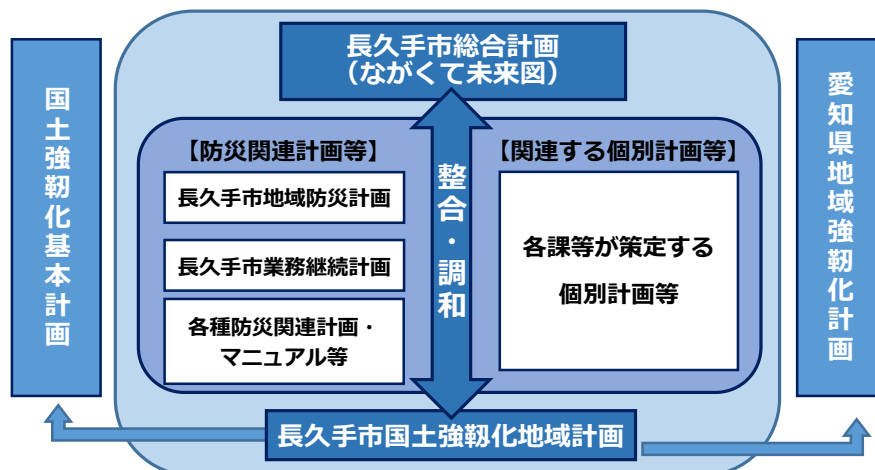 長久手市総合計画
（ながくて未来図）
国土強靭化基本計画
【防災関連計画等】
長久手市地域防災計画
長久手市業務継続計画
各種防災関連計画・
マニュアル等
整合・調和
【関連する個別計画等】
各課等が策定する
個別計画等
愛知県地域強靭化計画
長久手市国土強靱化地域計画